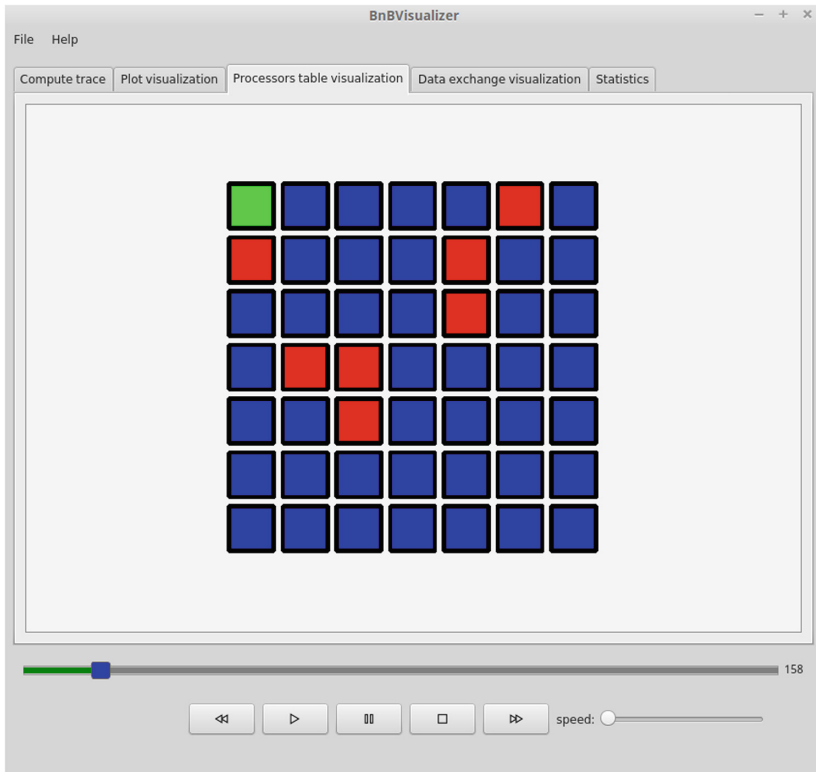 BnBVisualizer
File Help
Compute trace Plot visualization Processors table visualization Data exchange visualization Statistics
158
speed: